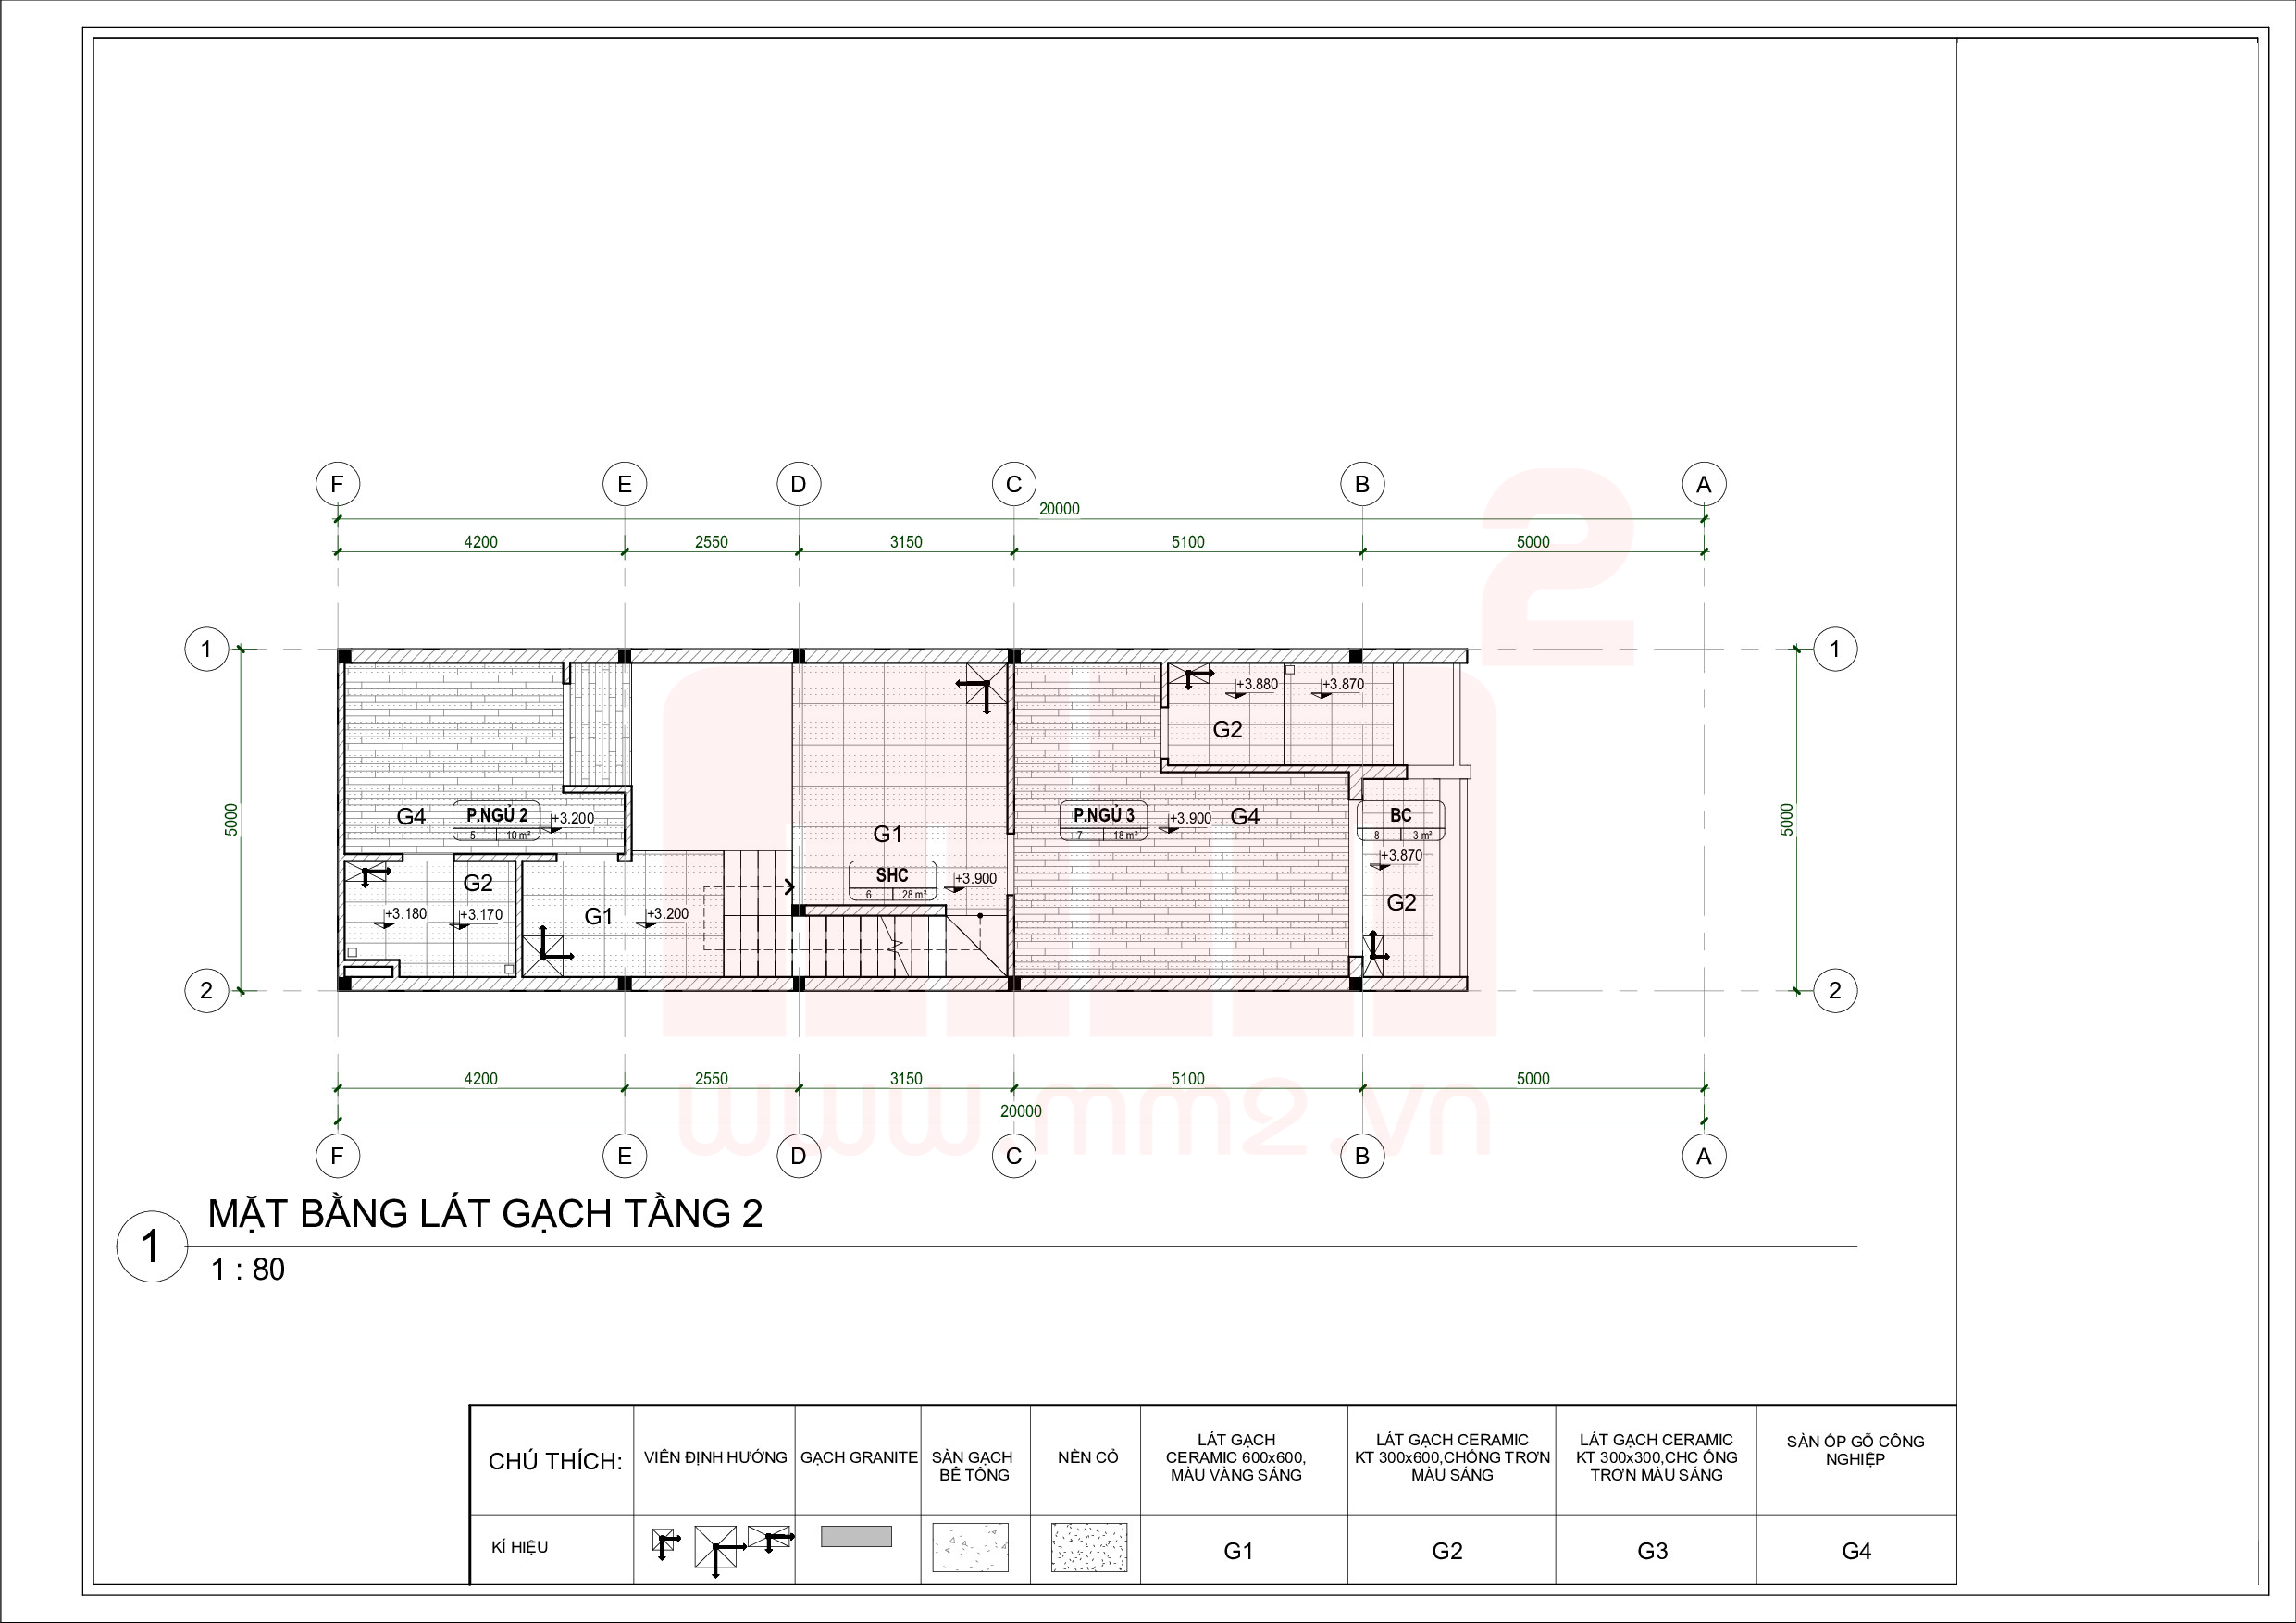 F E D C B A
20000
4200 2550 3150 5100 5000
2
1 1
+3.880 +3.870
G2
5000 5000
G4 P.NGỦ 2 +3.200
5 10 m²
P.NGỦ 3 +3.900 G4
7 18 m²
BC
8 3 m²
G1
+3.870
SHC +3.900
6 28 m²
G2
G2
+3.180 +3.170
G1 +3.200
2 2
4200 2550 3150 5100 5000
www.mm2.vn
20000
F E D C B A
1 MẶT BẰNG LÁT GẠCH TẦNG 2
1 : 80
CHÚ THÍCH:
VIÊN ĐỊNH HƯỚNG
GẠCH GRANITE
SÀN GẠCH
BÊ TÔNG
NỀN CỎ
LÁT GẠCH
CERAMIC 600x600,
MÀU VÀNG SÁNG
LÁT GẠCH CERAMIC
KT 300x600,CHỐNG TRƠN
MÀU SÁNG
LÁT GẠCH CERAMIC
KT 300x300,CHC ỐNG
TRƠN MÀU SÁNG
SÀN ỐP GỖ CÔNG
NGHIỆP
KÍ HIỆU
G1 G2 G3 G4